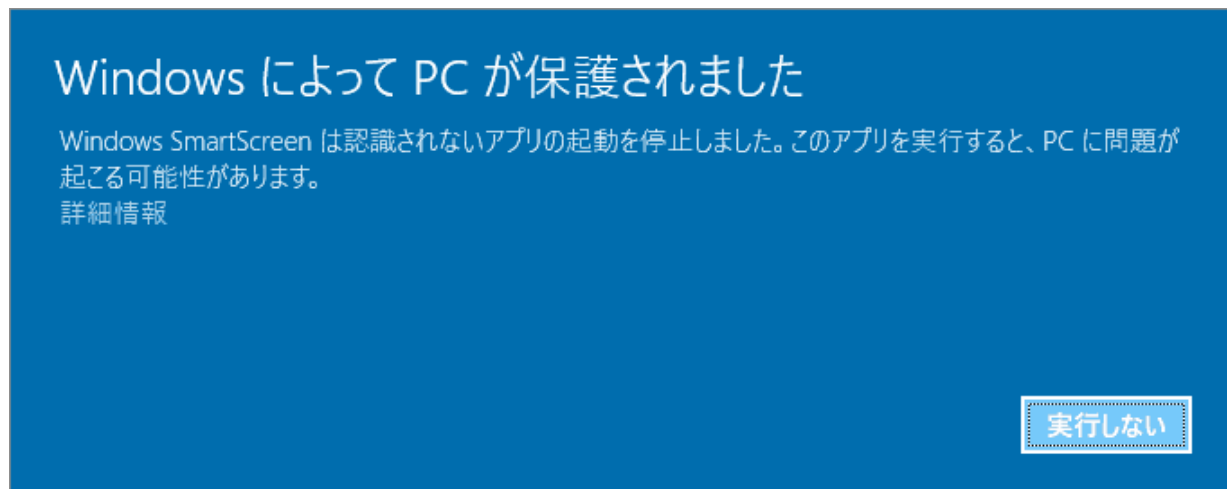 Windows によって PC が保護されました
Windows SmartScreen は認識されないアプリの起動を停止しました。このアプリを実行すると、PC に問題が
起こる可能性があります。
詳細情報
実行しない